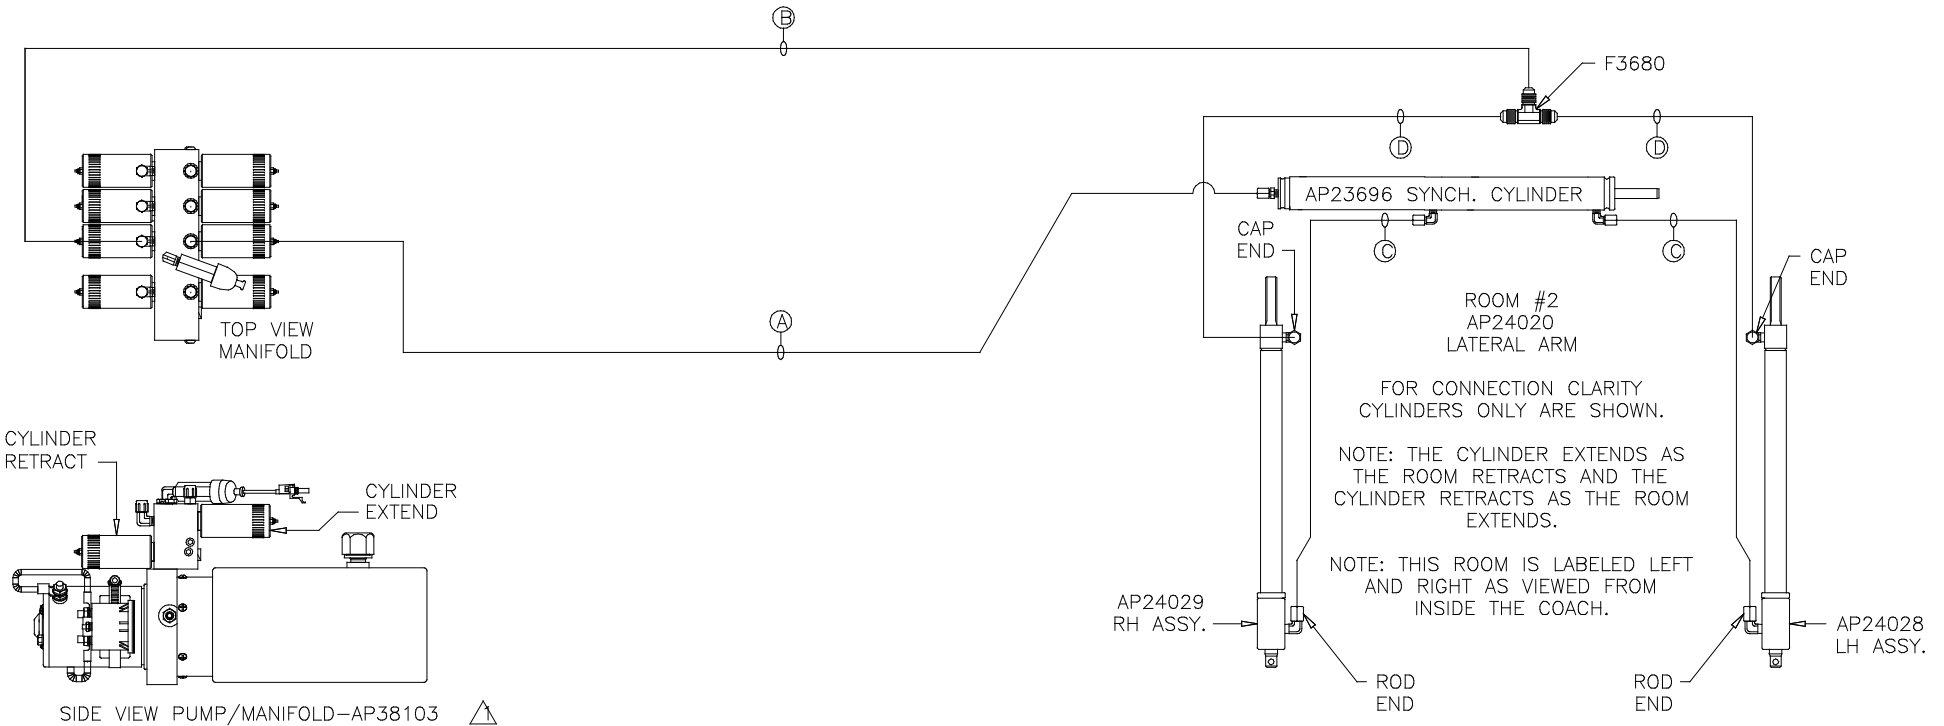 B
F3680
D
D
AP23696 SYNCH. CYLINDER
CAP
END
C
C
CAP
END
ROOM #2
AP24020
LATERAL ARM
A
TOP VIEW
MANIFOLD
FOR CONNECTION CLARITY
CYLINDERS ONLY ARE SHOWN.
CYLINDER
RETRACT
CYLINDER
EXTEND
NOTE: THE CYLINDER EXTENDS AS
THE ROOM RETRACTS AND THE
CYLINDER RETRACTS AS THE ROOM
EXTENDS.
NOTE: THIS ROOM IS LABELED LEFT
AND RIGHT AS VIEWED FROM
INSIDE THE COACH.
AP24029
RH ASSY.
AP24028
LH ASSY.
ROD
END
ROD
END
SIDE VIEW PUMP/MANIFOLD-AP38103
1